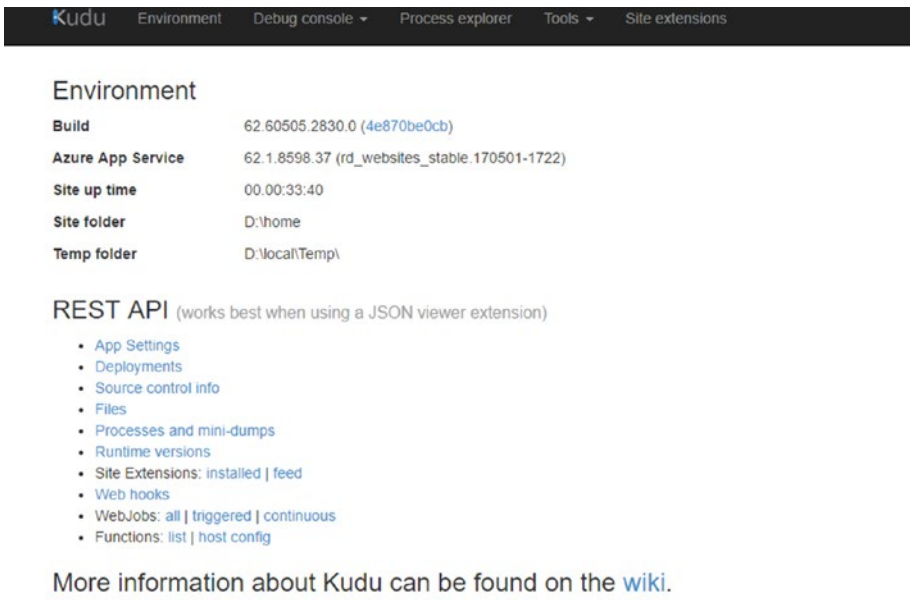 Kudu Environment Debug console Process explorer Tools Site extensions
Environment
Build 62.60505.2830.0 (4e870be0cb)
Azure App Service 62.1.8598.37 (rd_websites_stable.170501-1722)
Site up time 00.00:33:40
Site folder D:\home
Temp folder D:\local\Temp\
REST API (works best when using a JSON viewer extension)
• App Settings
• Deployments
• Source control info
• Files
• Processes and mini-dumps
• Runtime versions
• Site Extensions: installed | feed
• Web hooks
• WebJobs: all | triggered | continuous
• Functions: list | host config
More information about Kudu can be found on the wiki.